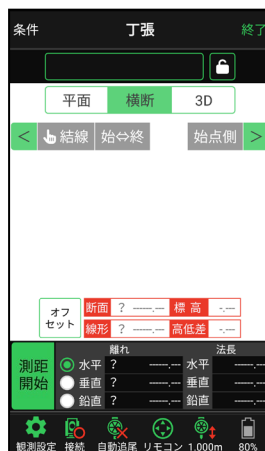 条件 丁張 終了
平面 横断 3D
< 結線 始⇔終 始点側 >
オフセット 断面 ? -----.--- 標高 -.---
線形 ? -----.--- 高低差 -.---
離れ 法長
測距開始 水平 ? -----.--- 水平 -----.---
垂直 ? -----.--- 垂直 -----.---
鉛直 ? -----.--- 鉛直 -----.---
観測設定 接続 自動追尾 リモコン 1.000m 80%